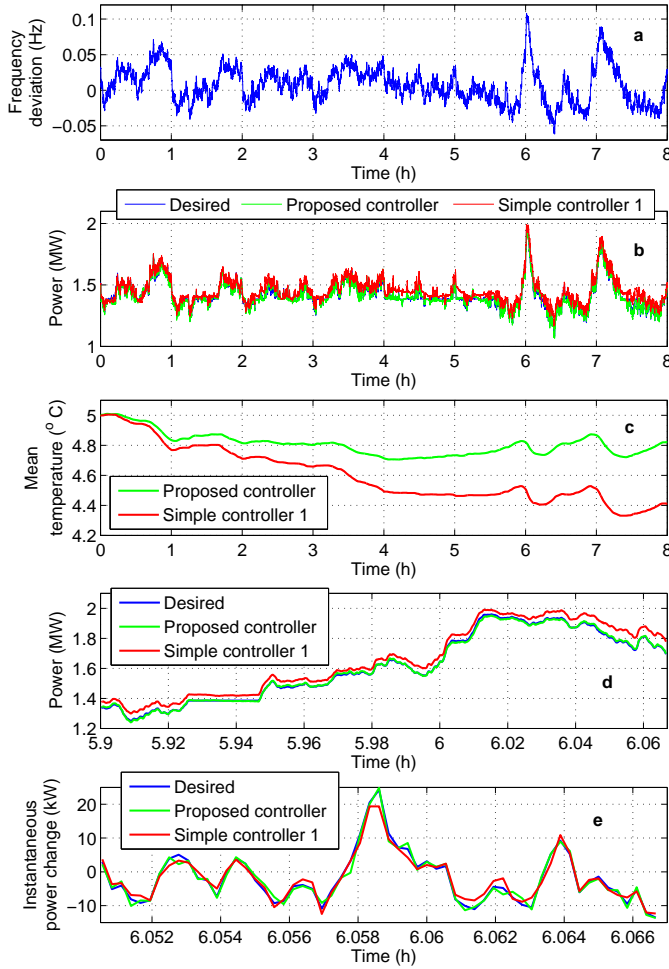 0.1
0.05
0
−0.05
Frequency
deviation (Hz)
a
0 1 2 3 4 5 6 7 8
Time (h)
Desired Proposed controller Simple controller 1
2
1.5
1
Power (MW)
b
0 1 2 3 4 5 6 7 8
Time (h)
5
4.8
4.6
4.4
4.2
Mean
temperature (° C)
c
Proposed controller
Simple controller 1
0 1 2 3 4 5 6 7 8
Time (h)
2
1.8
1.6
1.4
1.2
Power (MW)
Desired
Proposed controller
Simple controller 1
d
5.9 5.92 5.94 5.96 5.98 6 6.02 6.04 6.06
Time (h)
20
10
0
−10
Instantaneous
power change (kW)
Desired
Proposed controller
Simple controller 1
e
6.052 6.054 6.056 6.058 6.06 6.062 6.064 6.066
Time (h)